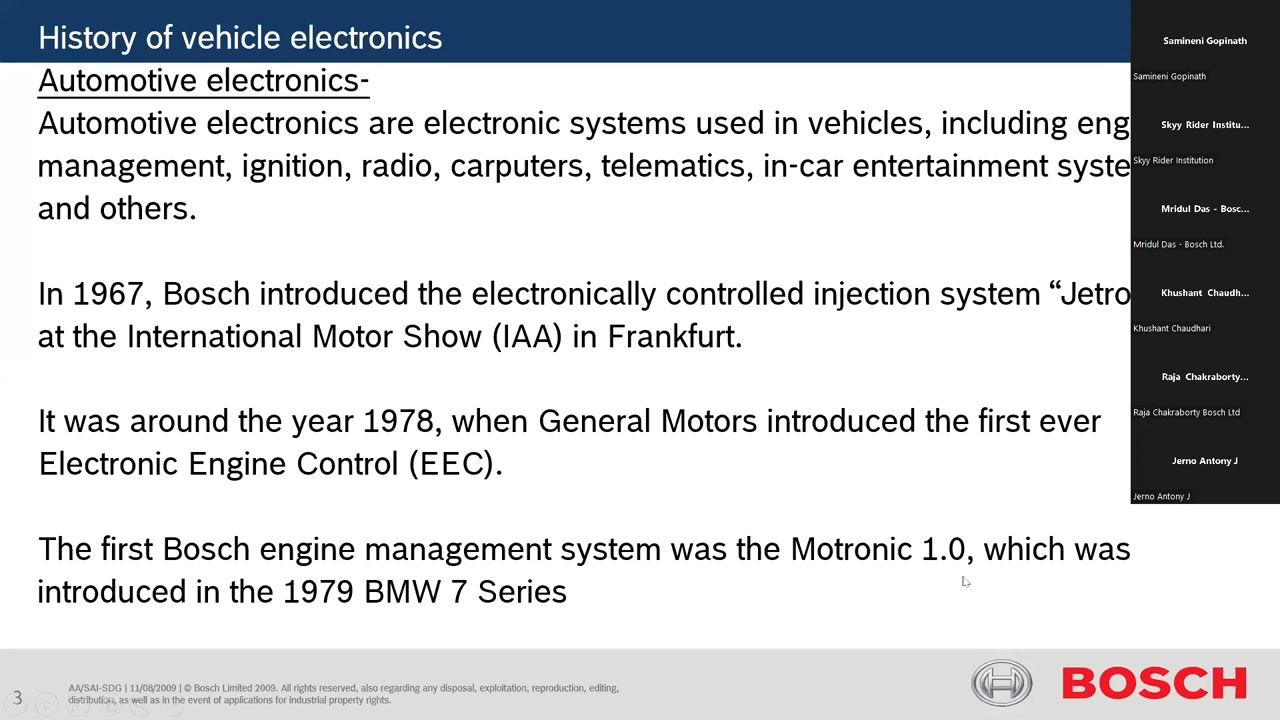 History of vehicle electronics
Automotive electronics-
Automotive electronics are electronic systems used in vehicles, including eng
management, ignition, radio, carputers, telematics, in-car entertainment syste
and others.
In 1967, Bosch introduced the electronically controlled injection system “Jetro
at the International Motor Show (IAA) in Frankfurt.
It was around the year 1978, when General Motors introduced the first ever
Electronic Engine Control (EEC).
The first Bosch engine management system was the Motronic 1.0, which was
introduced in the 1979 BMW 7 Series
3
AA/SAI-SDG | 11/08/2009 | © Bosch Limited 2009. All rights reserved, also regarding any disposal, exploitation, reproduction, editing,
distribution, as well as in the event of applications for industrial property rights.
BOSCH
Samineni Gopinath
Samineni Gopinath
Skyy Rider Institu...
Skyy Rider Institution
Mridul Das - Bosc...
Mridul Das - Bosch Ltd.
Khushant Chaudh...
Khushant Chaudhari
Raja Chakraborty...
Raja Chakraborty Bosch Ltd
Jerno Antony J
Jerno Antony J